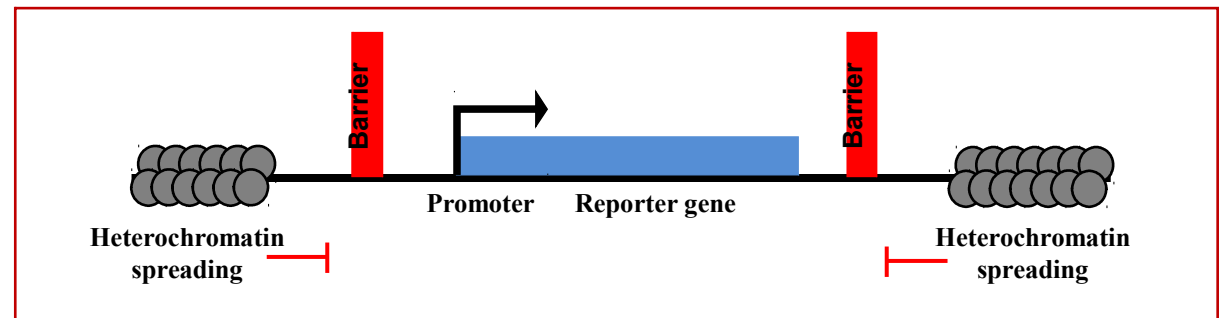 Barrier
Barrier
Promoter
Reporter gene
Heterochromatin
spreading
Heterochromatin
spreading